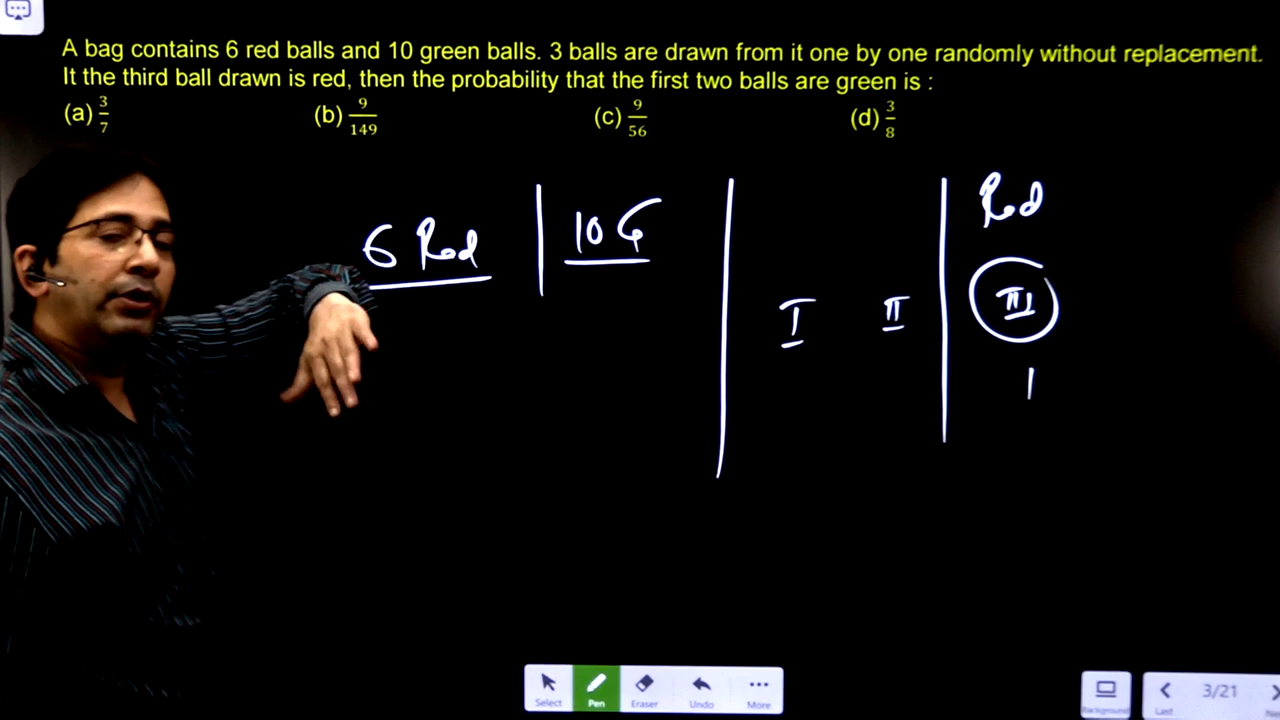 A bag contains 6 red balls and 10 green balls. 3 balls are drawn from it one by one randomly without replacement.
It the third ball drawn is red, then the probability that the first two balls are green is :
(a) 3/7 (b) 9/149 (c) 9/56 (d) 3/8
Red
6 Red 10 G
I II III
1
Select Pen Eraser Undo More
Background Last 3/21